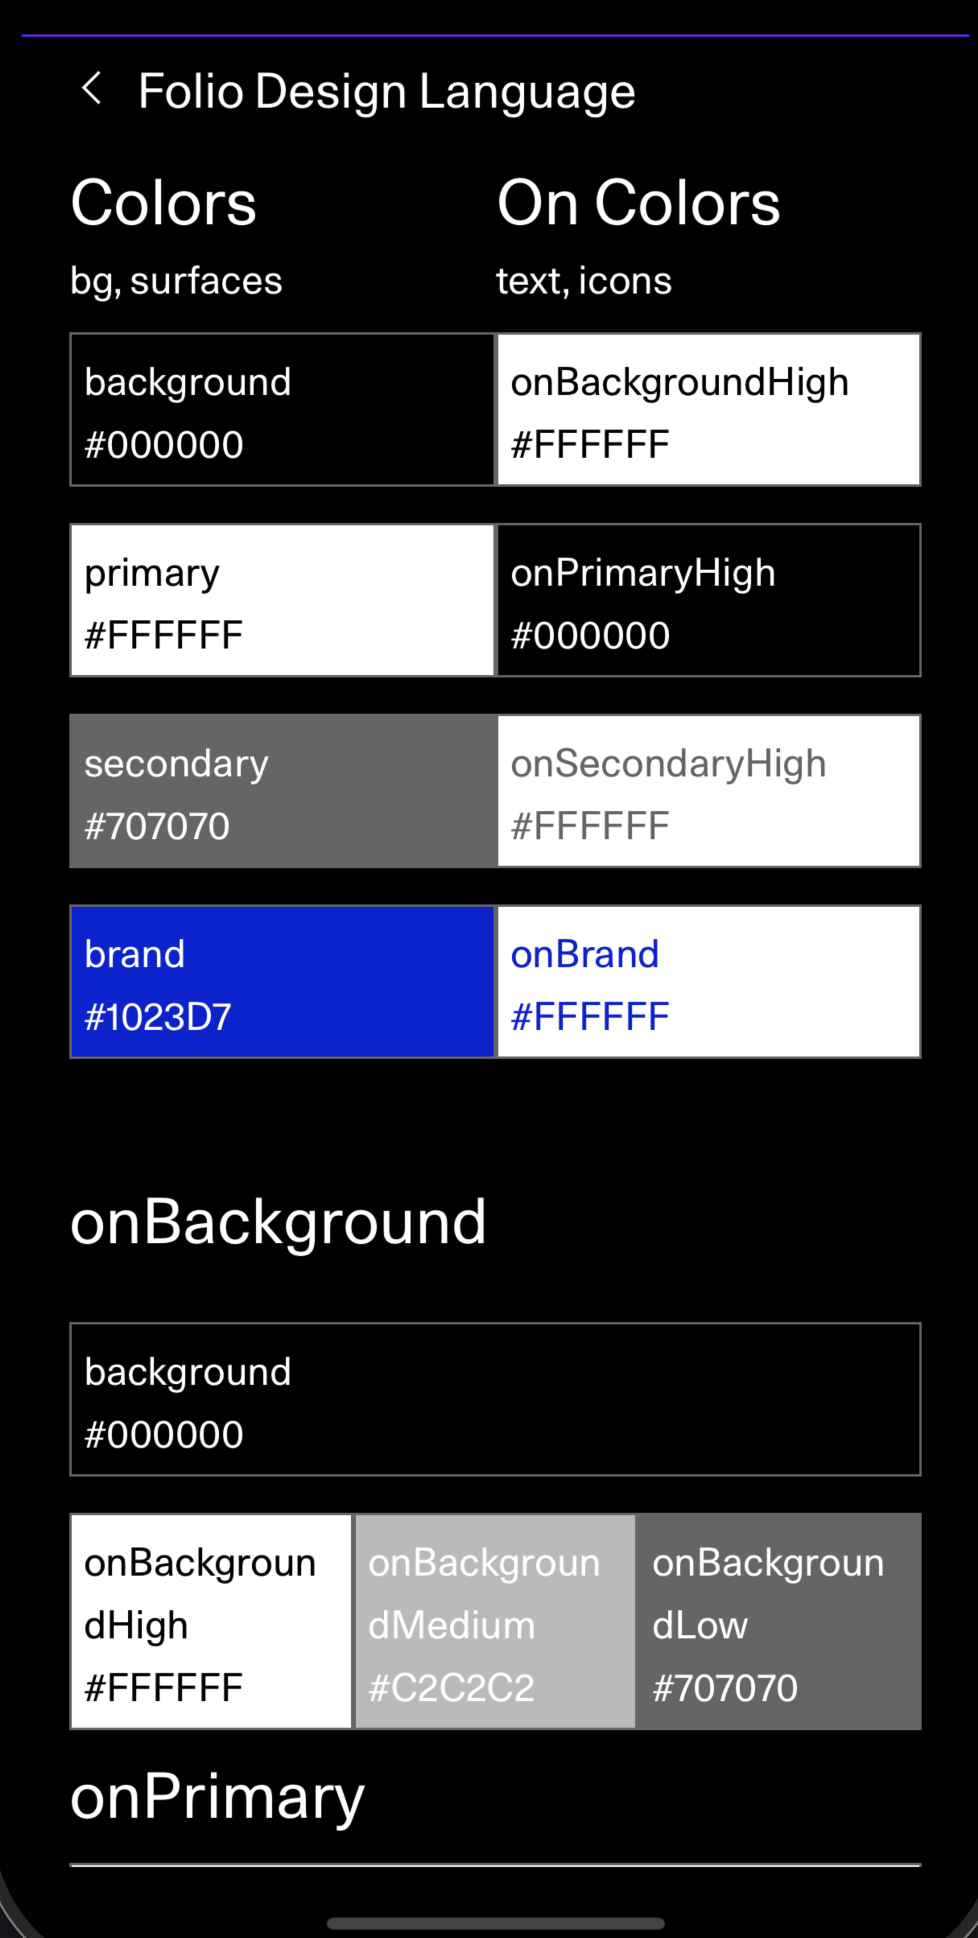 Folio Design Language
Colors
On Colors
bg, surfaces
text, icons
background
#000000
onBackgroundHigh
#FFFFFF
primary
#FFFFFF
onPrimaryHigh
#000000
secondary
#707070
onSecondaryHigh
#FFFFFF
brand
#1023D7
onBrand
#FFFFFF
onBackground
background
#000000
onBackgroun
dHigh
#FFFFFF
onBackgroun
dMedium
#C2C2C2
onBackgroun
dLow
#707070
onPrimary